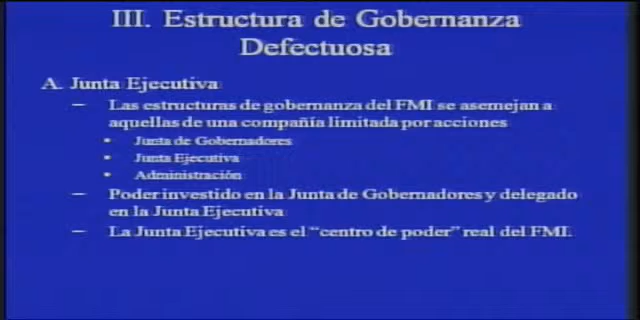 III. Estructura de Gobernanza
Defectuosa
A. Junta Ejecutiva
– Las estructuras de gobernanza del FMI se asemejan a
aquellas de una compañía limitada por acciones
• Junta de Gobernadores
• Junta Ejecutiva
• Administración
– Poder investido en la Junta de Gobernadores y delegado
en la Junta Ejecutiva
– La Junta Ejecutiva es el “centro de poder” real del FMI.